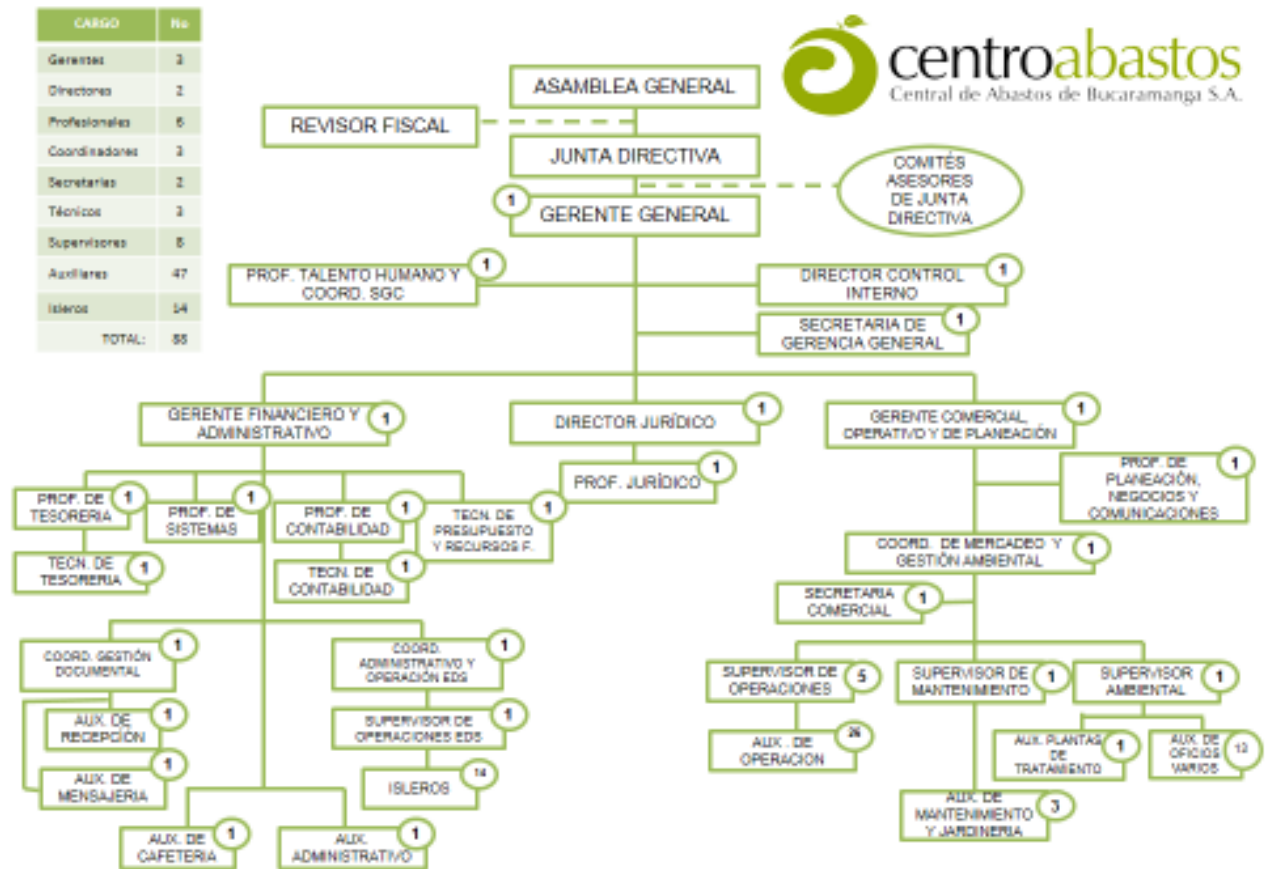 CARGO No
Gerentes 3
Directores 2
Profesionales 6
Coordinadores 3
Secretarias 2
Técnicos 3
Supervisores 8
Auxiliares 47
Isleros 14
TOTAL: 88
centroabastos
Central de Abastos de Bucaramanga S.A.
ASAMBLEA GENERAL
REVISOR FISCAL
JUNTA DIRECTIVA
COMITÉS
ASESORES
DE JUNTA
DIRECTIVA
1
GERENTE GENERAL
PROF. TALENTO HUMANO Y
COORD. SGC
1
DIRECTOR CONTROL
INTERNO
1
SECRETARIA DE
GERENCIA GENERAL
1
GERENTE FINANCIERO Y
ADMINISTRATIVO
1
DIRECTOR JURÍDICO
1
GERENTE COMERCIAL,
OPERATIVO Y DE PLANEACIÓN
1
PROF. JURÍDICO
1
PROF. DE
PLANEACIÓN,
NEGOCIOS Y
COMUNICACIONES
1
PROF. DE
TESORERIA
1
PROF. DE
SISTEMAS
1
PROF. DE
CONTABILIDAD
1
TECN. DE
PRESUPUESTO
Y RECURSOS F.
1
TECN. DE
TESORERIA
1
TECN. DE
CONTABILIDAD
1
COORD. DE MERCADEO Y
GESTIÓN AMBIENTAL
1
SECRETARIA
COMERCIAL
1
COORD. GESTIÓN
DOCUMENTAL
1
COORD.
ADMINISTRATIVO Y
OPERACIÓN EDS
1
SUPERVISOR DE
OPERACIONES
5
SUPERVISOR DE
MANTENIMIENTO
1
SUPERVISOR
AMBIENTAL
1
AUX. DE
RECEPCIÓN
1
SUPERVISOR DE
OPERACIONES EDS
1
AUX . DE
OPERACION
26
AUX. PLANTAS
DE
TRATAMIENTO
1
AUX. DE
OFICIOS
VARIOS
13
AUX. DE
MENSAJERIA
1
ISLEROS
14
AUX. DE
MANTENIMIENTO
Y JARDINERIA
3
AUX. DE
CAFETERIA
1
AUX.
ADMINISTRATIVO
1